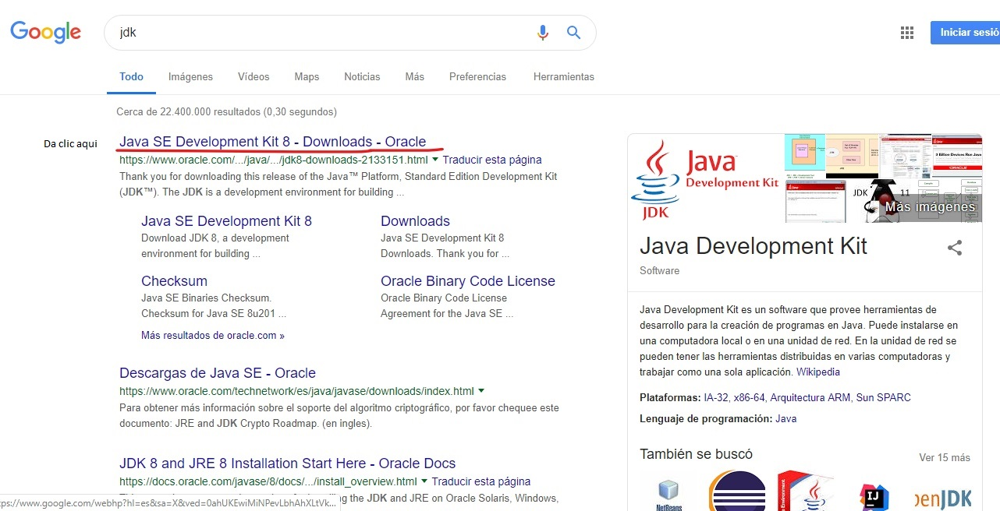 Google
jdk
Iniciar sesió
Todo
Imágenes
Vídeos
Maps
Noticias
Más
Preferencias
Herramientas
Cerca de 22.400.000 resultados (0,30 segundos)
Da clic aqui
Java SE Development Kit 8 - Downloads - Oracle
https://www.oracle.com/.../java/.../jdk8-downloads-2133151.html Traducir esta página
Thank you for downloading this release of the Java™ Platform, Standard Edition Development Kit
(JDK™). The JDK is a development environment for building ...
Java SE Development Kit 8
Download JDK 8, a development
environment for building ...
Downloads
Java SE Development Kit 8
Downloads. Thank you for ...
Checksum
Java SE Binaries Checksum.
Checksum for Java SE 8u201 ...
Oracle Binary Code License
Oracle Binary Code License
Agreement for the Java SE ...
Más resultados de oracle.com »
Descargas de Java SE - Oracle
https://www.oracle.com/technetwork/es/java/javase/downloads/index.html
Para obtener más información sobre el soporte del algoritmo criptográfico, por favor chequee este
documento: JRE and JDK Crypto Roadmap. (en ingles).
JDK 8 and JRE 8 Installation Start Here - Oracle Docs
https://docs.oracle.com/javase/8/docs/.../install_overview.html Traducir esta página
g the JDK and JRE on Oracle Solaris, Windows,
ps://www.google.com/webhp?hl=es&sa=X&ved=0ahUKEwiMiNPevLbhAhXLtVk...
Java
Development Kit
JDK
JDK
11
Más imágenes
Java Development Kit
Software
Java Development Kit es un software que provee herramientas de
desarrollo para la creación de programas en Java. Puede instalarse en
una computadora local o en una unidad de red. En la unidad de red se
pueden tener las herramientas distribuidas en varias computadoras y
trabajar como una sola aplicación. Wikipedia
Plataformas: IA-32, x86-64, Arquitectura ARM, Sun SPARC
Lenguaje de programación: Java
También se buscó
Ver 15 más
NetBeans
IJ
penJDK